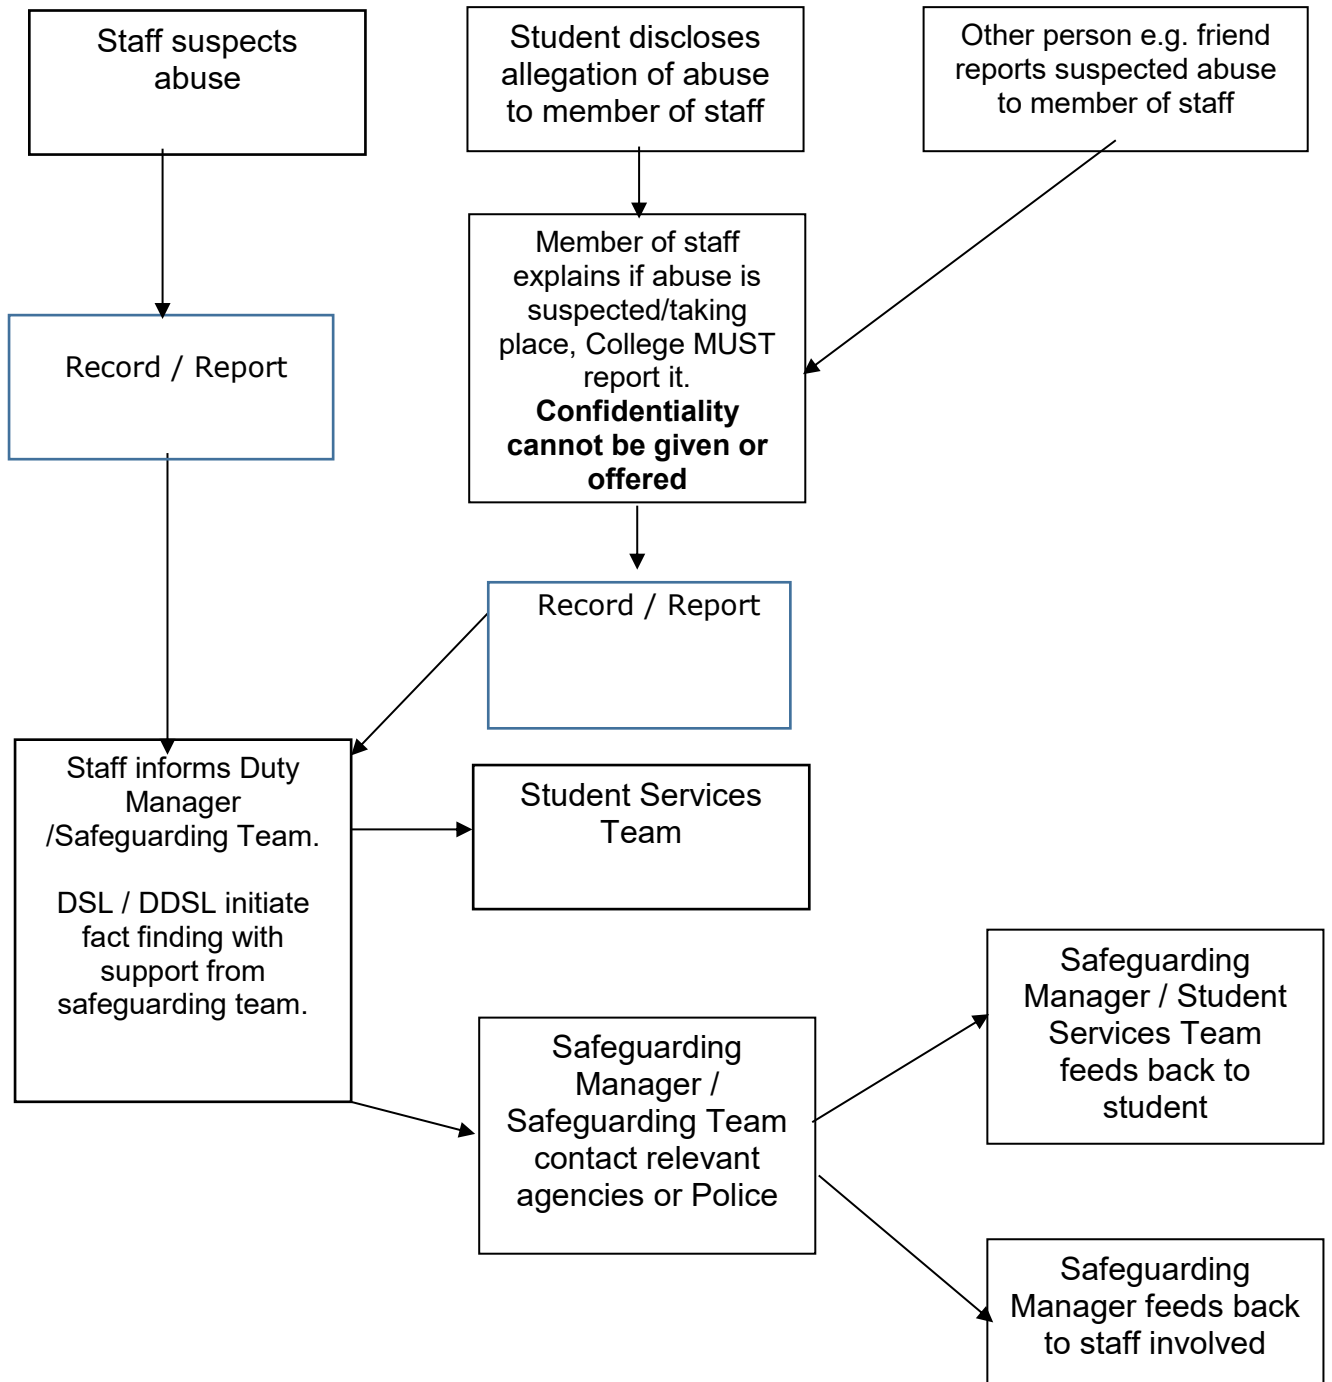 Staff suspects
abuse
Student discloses
allegation of abuse
to member of staff
Other person e.g. friend
reports suspected abuse
to member of staff
Member of staff
explains if abuse is
suspected/taking
place, College MUST
report it.
Confidentiality
cannot be given or
offered
Record / Report
Record / Report
Staff informs Duty
Manager
/Safeguarding Team.
DSL / DDSL initiate
fact finding with
support from
safeguarding team.
Student Services
Team
Safeguarding
Manager /
Safeguarding Team
contact relevant
agencies or Police
Safeguarding
Manager / Student
Services Team
feeds back to
student
Safeguarding
Manager feeds back
to staff involved